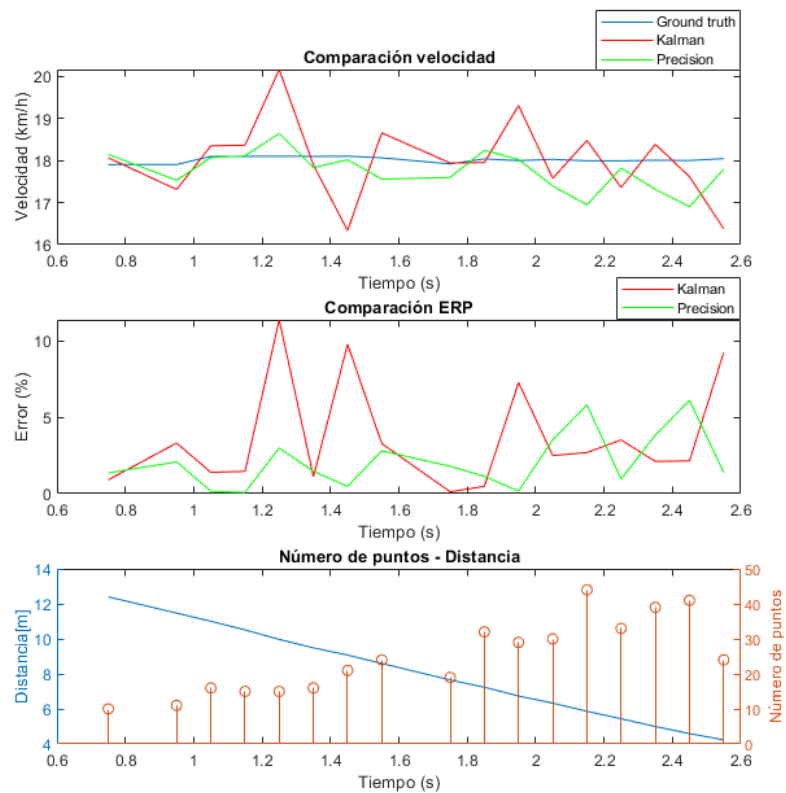 Ground truth
Kalman
Precision
Comparación velocidad
20
19
18
17
16
Velocidad (km/h)
0.6 0.8 1 1.2 1.4 1.6 1.8 2 2.2 2.4 2.6
Tiempo (s)
Kalman
Precision
Comparación ERP
10
5
0
Error (%)
0.6 0.8 1 1.2 1.4 1.6 1.8 2 2.2 2.4 2.6
Tiempo (s)
Número de puntos - Distancia
14
12
10
8
6
4
Distancia[m]
50
40
30
20
10
0
Número de puntos
0.6 0.8 1 1.2 1.4 1.6 1.8 2 2.2 2.4 2.6
Tiempo (s)